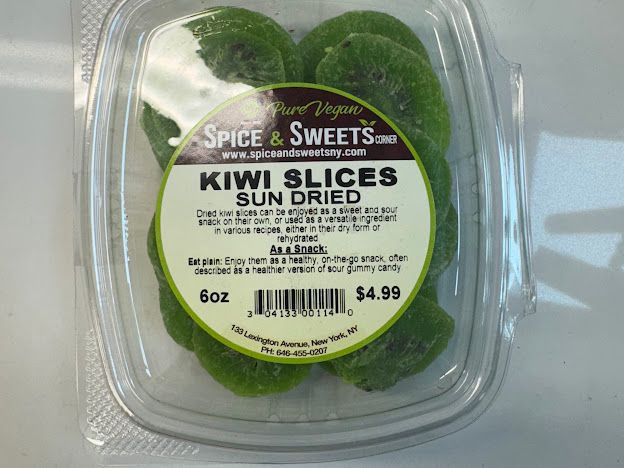 Pure Vegan
SPICE & SWEETS CORNER
www.spiceandsweetsny.com
KIWI SLICES
SUN DRIED
Dried kiwi slices can be enjoyed as a sweet and sour
snack on their own, or used as a versatile ingredient
in various recipes, either in their dry form or
rehydrated
As a Snack:
Eat plain: Enjoy them as a healthy, on-the-go snack, often
described as a healthier version of sour gummy candy
6oz $4.99
3 04133 00114 0
133 Lexington Avenue, New York, NY
PH: 646-455-0207